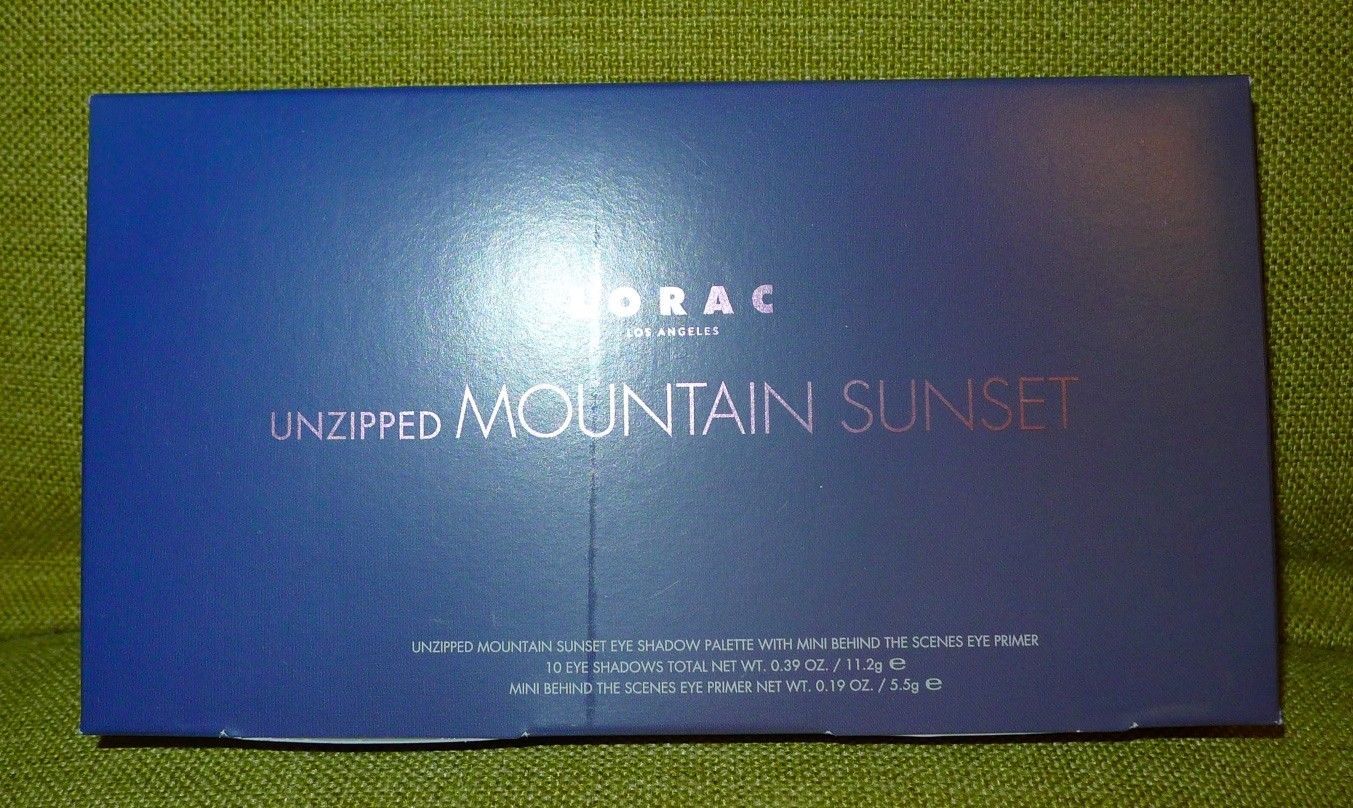 LORAC
LOS ANGELES
UNZIPPED MOUNTAIN SUNSET
UNZIPPED MOUNTAIN SUNSET EYE SHADOW PALETTE WITH MINI BEHIND THE SCENES EYE PRIMER
10 EYE SHADOWS TOTAL NET WT. 0.39 OZ. / 11.2g ℮
MINI BEHIND THE SCENES EYE PRIMER NET WT. 0.19 OZ. / 5.5g ℮